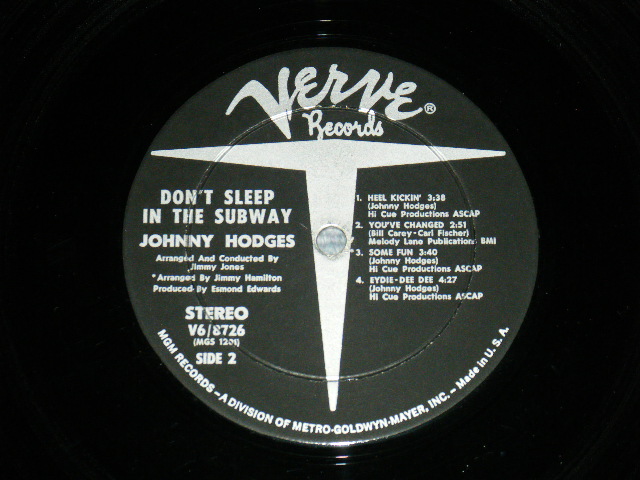 Verve®
Records
DON'T SLEEP
IN THE SUBWAY
JOHNNY HODGES
Arranged And Conducted By
Jimmy Jones
*Arranged By Jimmy Hamilton
Produced By Esmond Edwards
STEREO
V6/8726
(MGS 1201)
SIDE 2
1. HEEL KICKIN' 3:38
(Johnny Hodges)
Hi Cue Productions ASCAP
2. YOU'VE CHANGED 2:51
(Bill Carey-Carl Fischer)
Melody Lane Publications BMI
*3. SOME FUN 3:40
(Johnny Hodges)
Hi Cue Productions ASCAP
4. EYDIE-DEE DEE 4:27
(Johnny Hodges)
Hi Cue Productions ASCAP
MGM RECORDS – A DIVISION OF METRO-GOLDWYN-MAYER, INC. – Made in U.S.A.